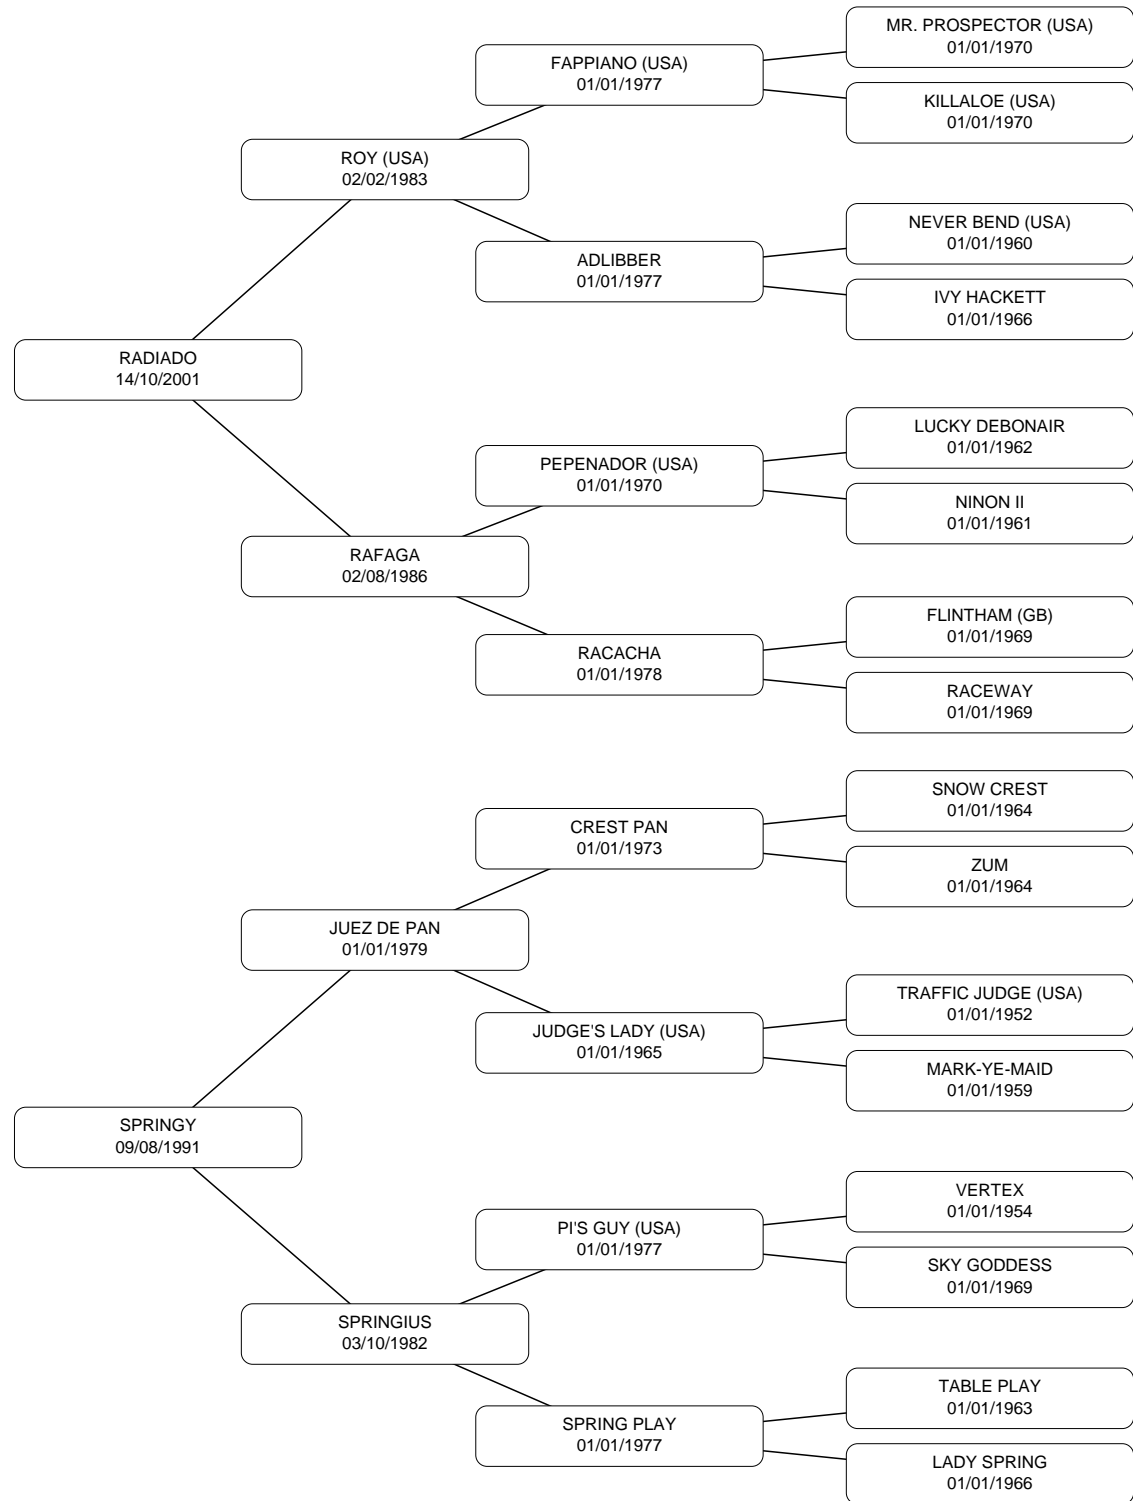 MR. PROSPECTOR (USA)
01/01/1970
FAPPIANO (USA)
01/01/1977
KILLALOE (USA)
01/01/1970
ROY (USA)
02/02/1983
NEVER BEND (USA)
01/01/1960
ADLIBBER
01/01/1977
IVY HACKETT
01/01/1966
RADIADO
14/10/2001
LUCKY DEBONAIR
01/01/1962
PEPENADOR (USA)
01/01/1970
NINON II
01/01/1961
RAFAGA
02/08/1986
FLINTHAM (GB)
01/01/1969
RACACHA
01/01/1978
RACEWAY
01/01/1969
SNOW CREST
01/01/1964
CREST PAN
01/01/1973
ZUM
01/01/1964
JUEZ DE PAN
01/01/1979
TRAFFIC JUDGE (USA)
01/01/1952
JUDGE'S LADY (USA)
01/01/1965
MARK-YE-MAID
01/01/1959
SPRINGY
09/08/1991
VERTEX
01/01/1954
PI'S GUY (USA)
01/01/1977
SKY GODDESS
01/01/1969
SPRINGIUS
03/10/1982
TABLE PLAY
01/01/1963
SPRING PLAY
01/01/1977
LADY SPRING
01/01/1966